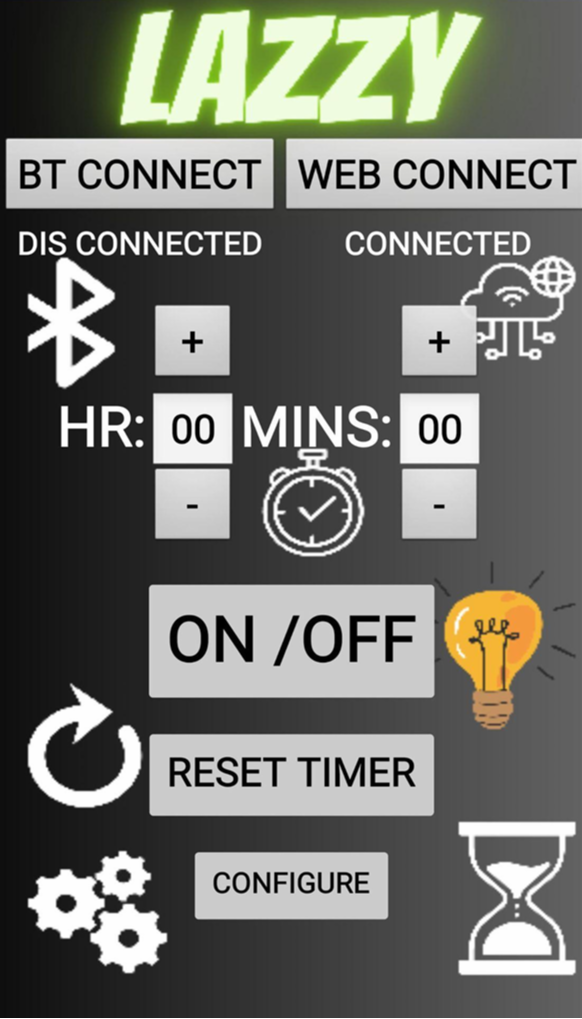 LAZZY
BT CONNECT WEB CONNECT
DIS CONNECTED CONNECTED
+ +
HR: 00 MINS: 00
- -
ON /OFF
RESET TIMER
CONFIGURE